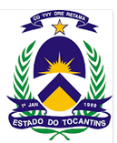 CO YVY ORE RETAMA
1º JAN 1989
ESTADO DO TOCANTINS